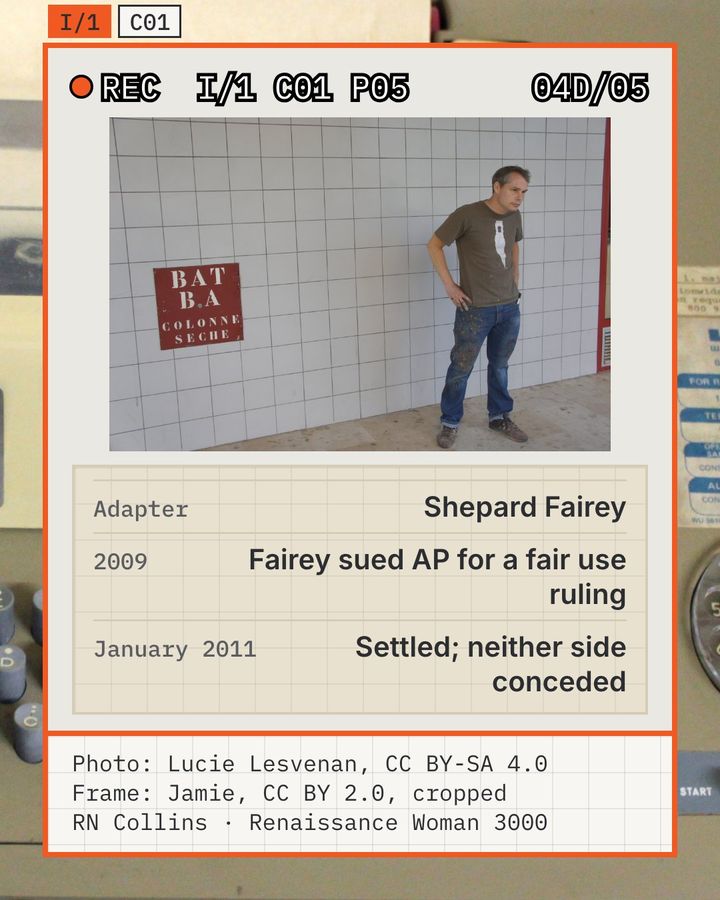 I/1 C01
REC I/1 C01 P05 04D/05
BAT
B.A
COLONNE
SECHE
Adapter Shepard Fairey
2009 Fairey sued AP for a fair use
ruling
January 2011 Settled; neither side
conceded
Photo: Lucie Lesvenan, CC BY-SA 4.0
Frame: Jamie, CC BY 2.0, cropped
RN Collins · Renaissance Woman 3000
START